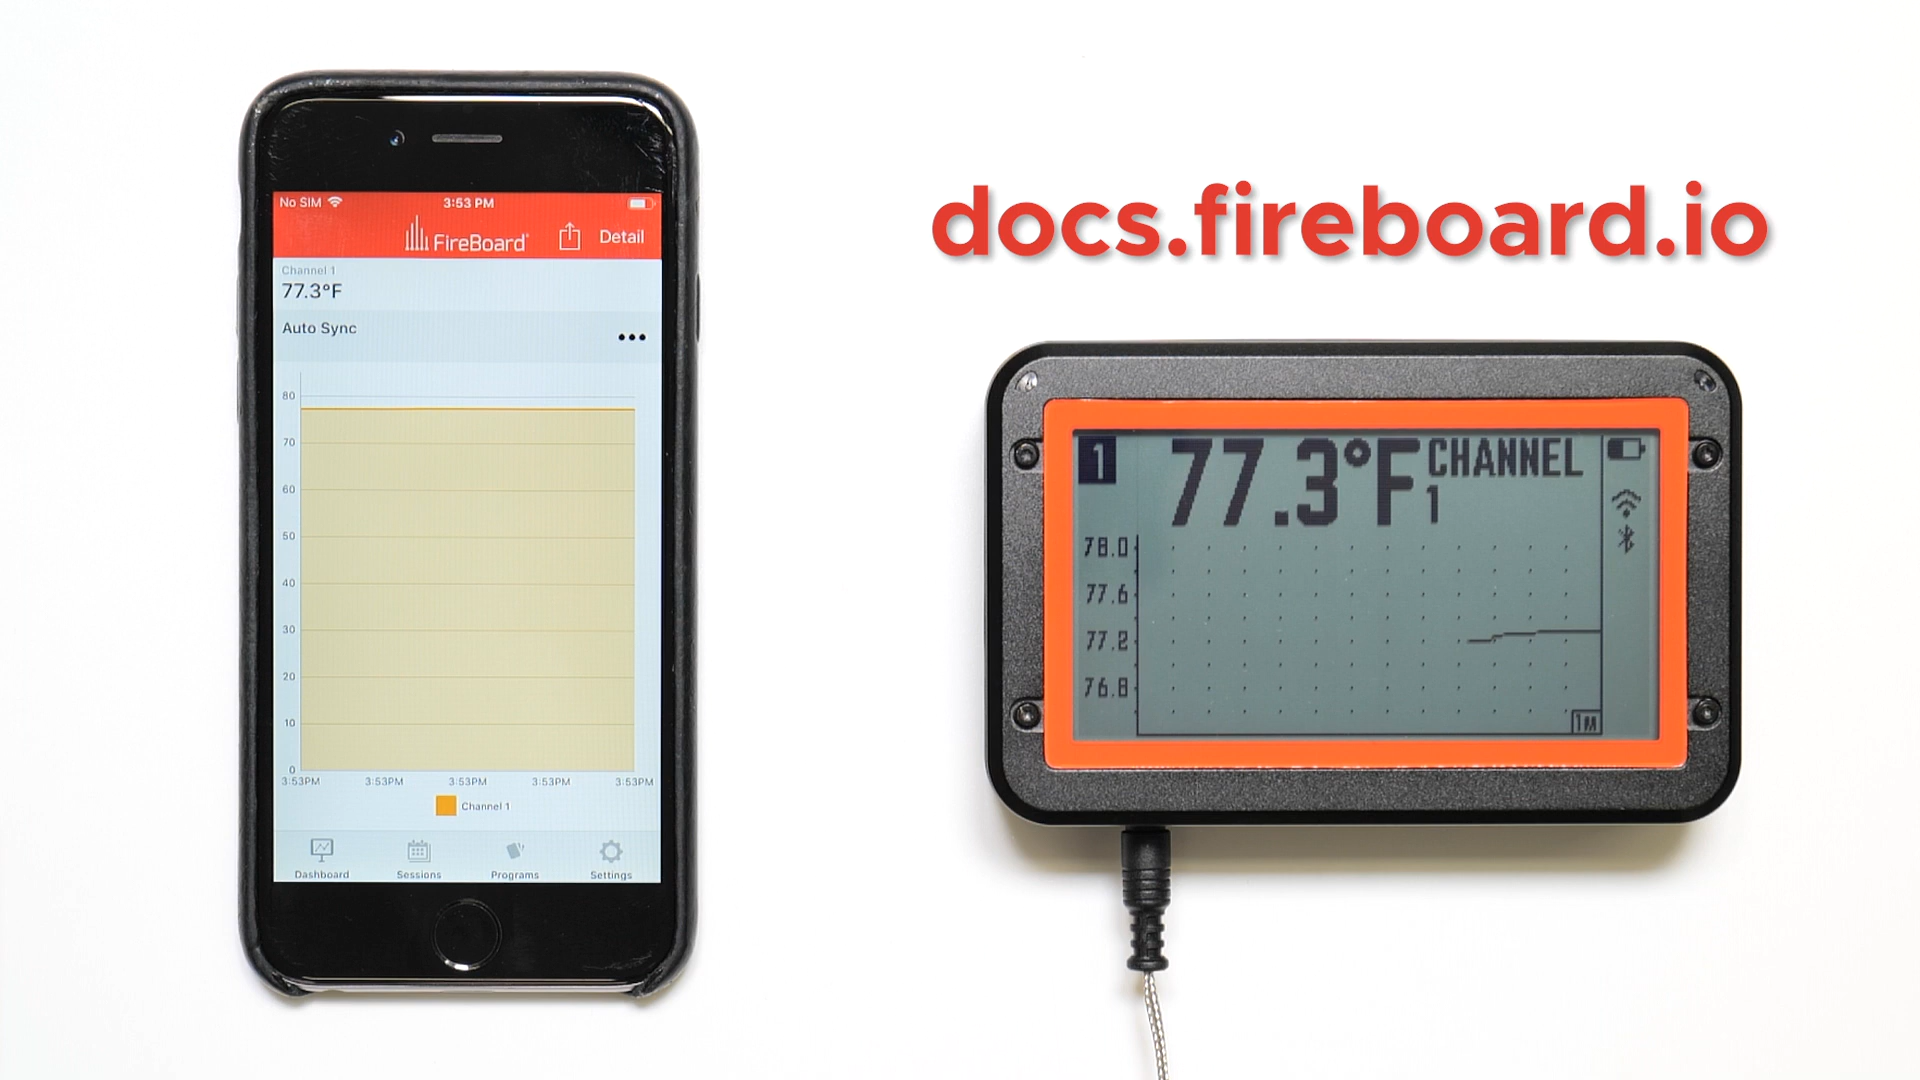 No SIM 3:53 PM
FireBoard Detail
Channel 1
77.3°F
Auto Sync
80
70
60
50
40
30
20
10
0
3:53PM 3:53PM 3:53PM 3:53PM 3:53PM
Channel 1
Dashboard Sessions Programs Settings
docs.fireboard.io
1 77.3°F CHANNEL
1
78.0
77.6
77.2
76.8
1M